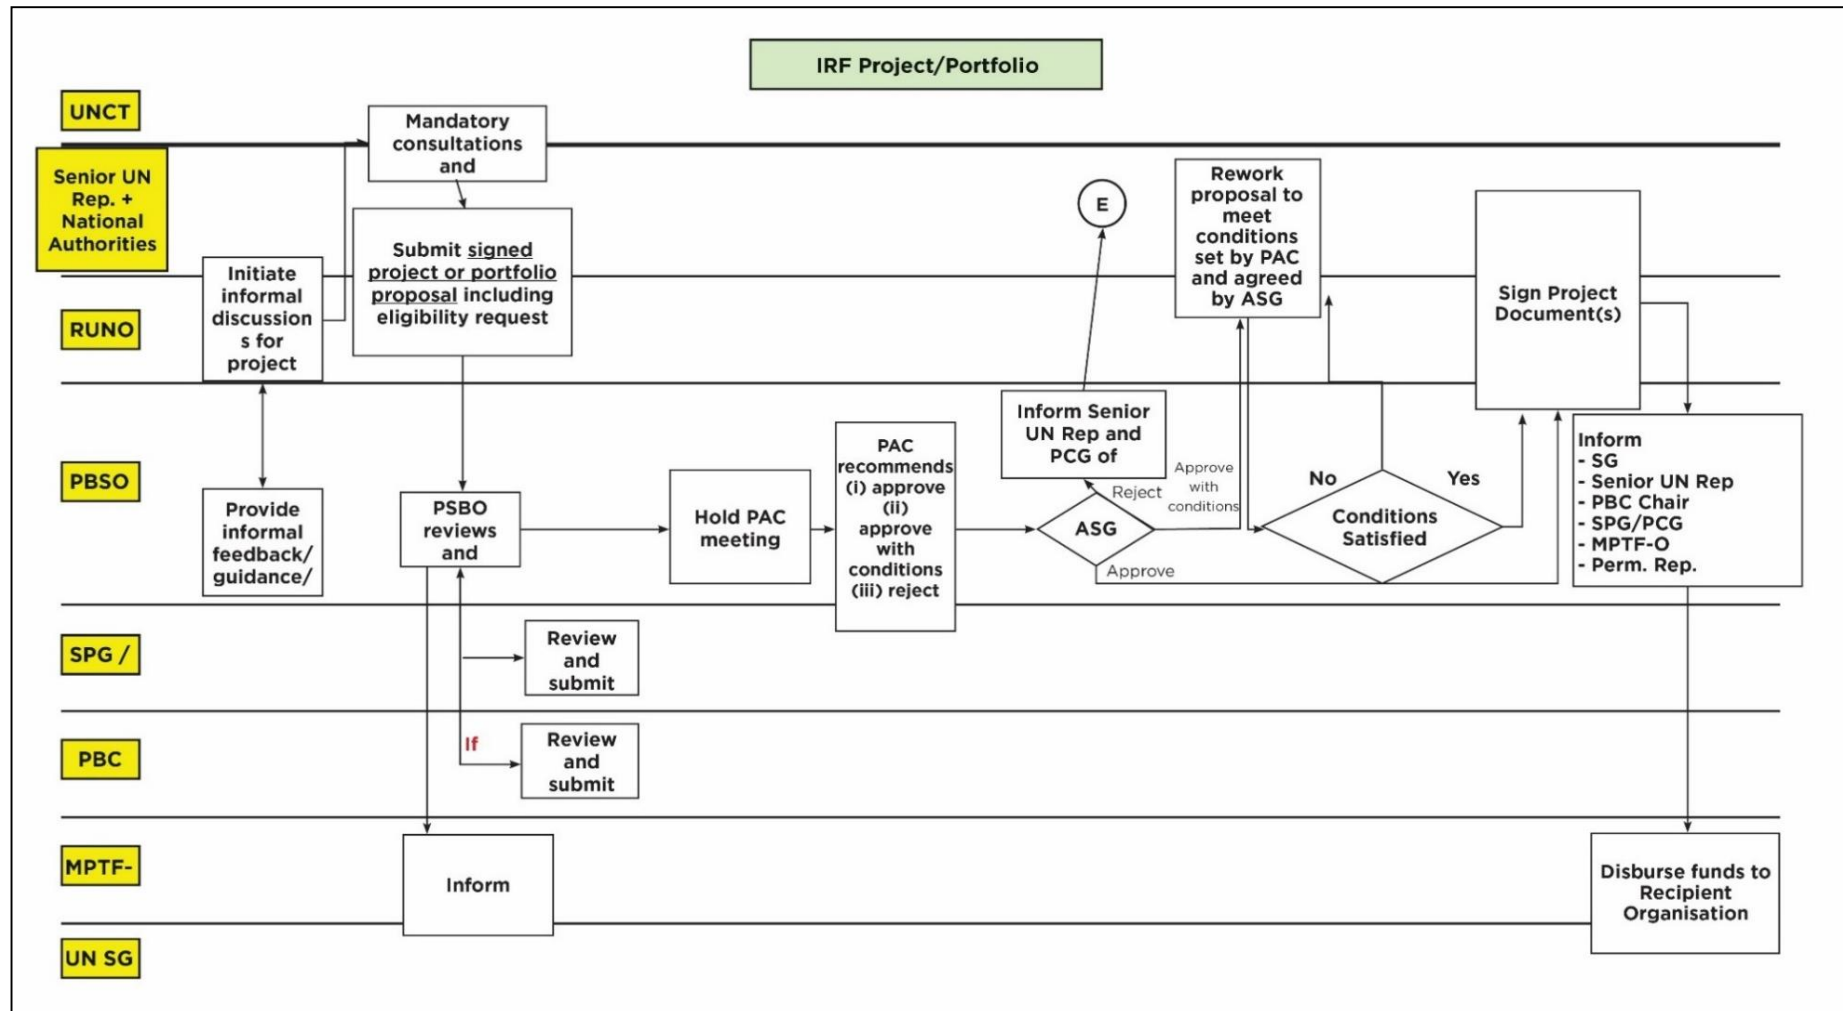 IRF Project/Portfolio
UNCT
Mandatory
consultations
and
Senior UN
Rep. +
National
Authorities
Submit signed
project or portfolio
proposal including
eligibility request
E
Rework
proposal to
meet
conditions
set by PAC
and agreed
by ASG
Sign Project
Document(s)
RUNO
Initiate
informal
discussion
s for
project
PBSO
Provide
informal
feedback/
guidance/
PSBO
reviews
and
Hold PAC
meeting
PAC
recommends
(i) approve
(ii)
approve
with
conditions
(iii) reject
Inform Senior
UN Rep and
PCG of
Reject
ASG
Approve
Approve
with
conditions
No
Yes
Conditions
Satisfied
Inform
- SG
- Senior UN Rep
- PBC Chair
- SPG/PCG
- MPTF-O
- Perm. Rep.
SPG /
Review
and
submit
PBC
If
Review
and
submit
MPTF-
Inform
Disburse funds to
Recipient
Organisation
UN SG